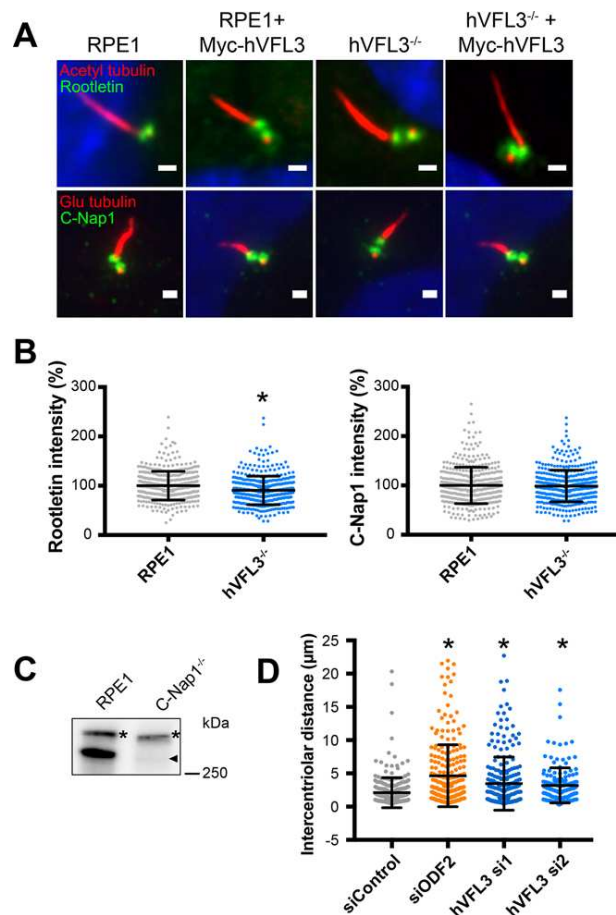 A
RPE1
RPE1+
Myc-hVFL3
hVFL3-/-
hVFL3-/- +
Myc-hVFL3
Acetyl tubulin
Rootletin
Glu tubulin
C-Nap1
B
Rootletin intensity (%)
300
200
100
0
*
RPE1
hVFL3-/-
C-Nap1 intensity (%)
300
200
100
0
RPE1
hVFL3-/-
C
RPE1
C-Nap1-/-
kDa
*
*
250
D
Intercentriolar distance (µm)
25
20
15
10
5
0
-5
*
*
*
siControl
siODF2
hVFL3 si1
hVFL3 si2